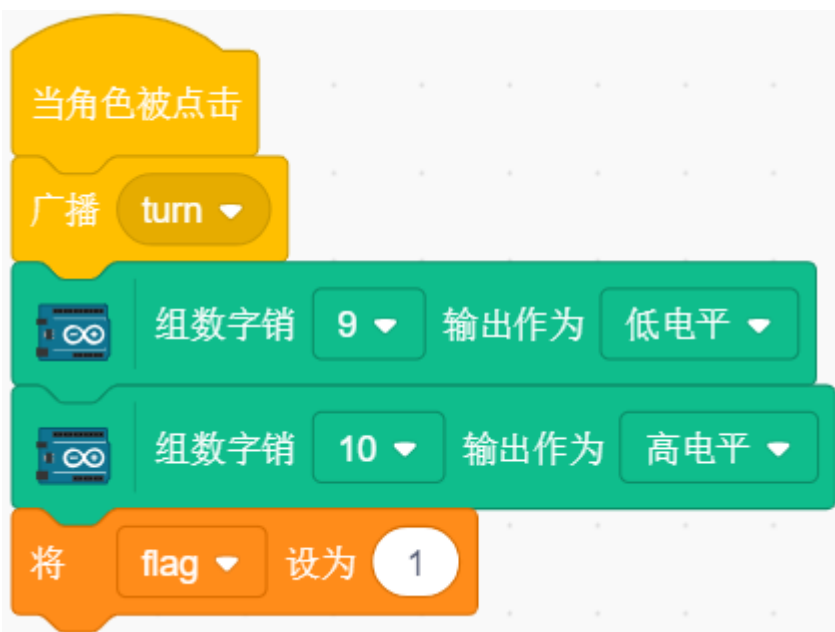 当角色被点击
广播 turn
组数字销 9 输出作为 低电平
组数字销 10 输出作为 高电平
将 flag 设为 1